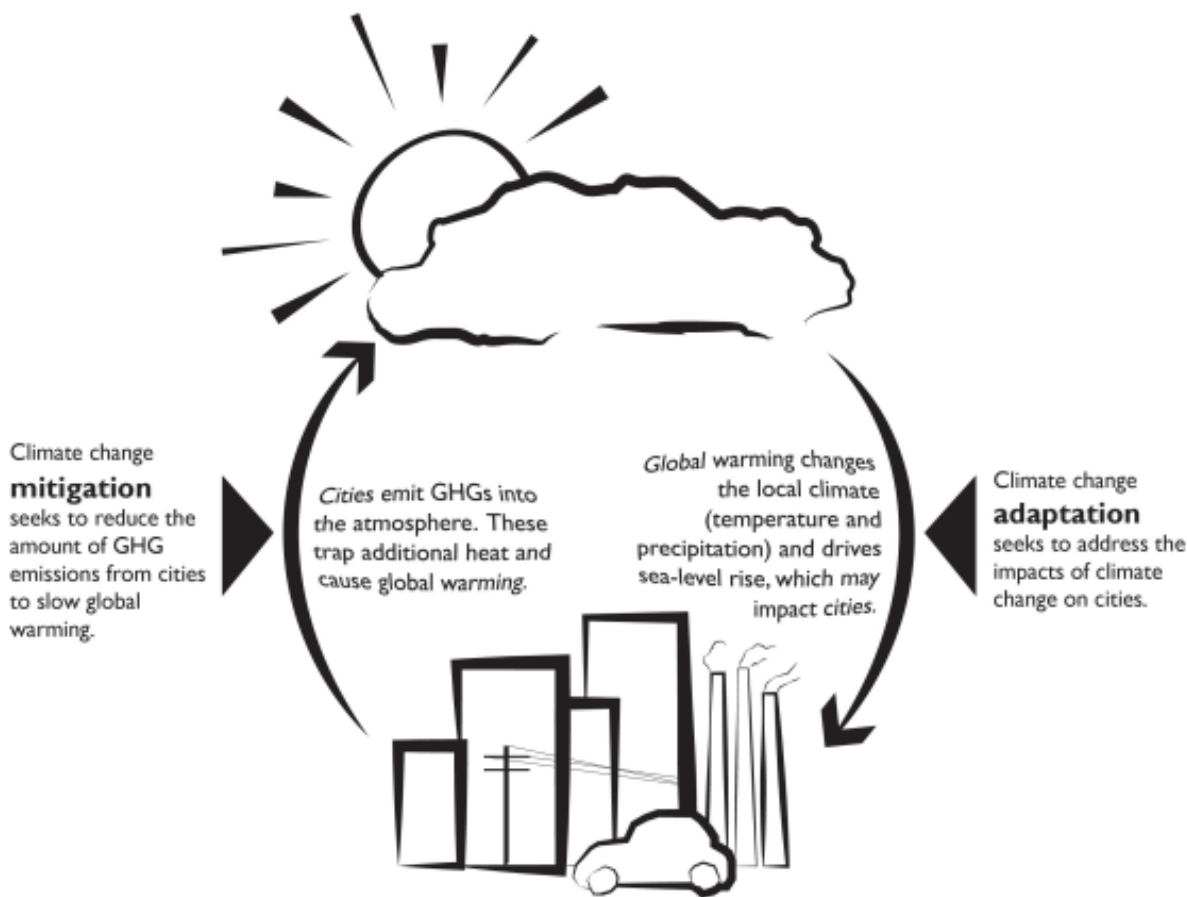 Climate change
mitigation
seeks to reduce the
amount of GHG
emissions from cities
to slow global
warming.
Cities emit GHGs into
the atmosphere. These
trap additional heat and
cause global warming.
Global warming changes
the local climate
(temperature and
precipitation) and drives
sea-level rise, which may
impact cities.
Climate change
adaptation
seeks to address the
impacts of climate
change on cities.